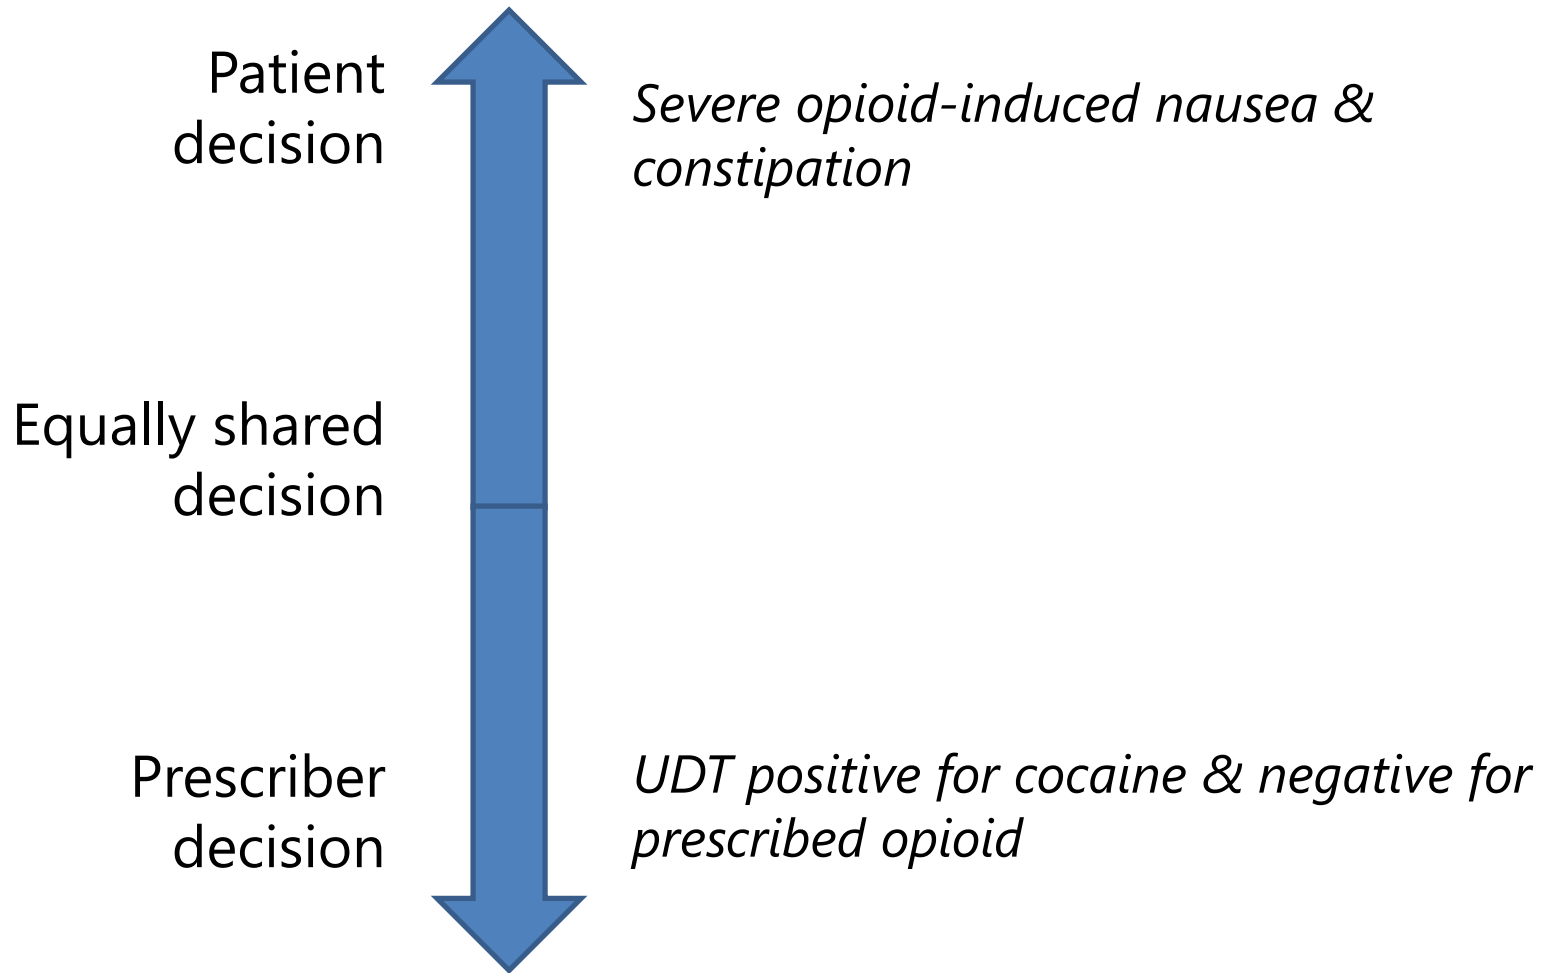 Patient
decision
Severe opioid-induced nausea &
constipation
Equally shared
decision
Prescriber
decision
UDT positive for cocaine & negative for
prescribed opioid